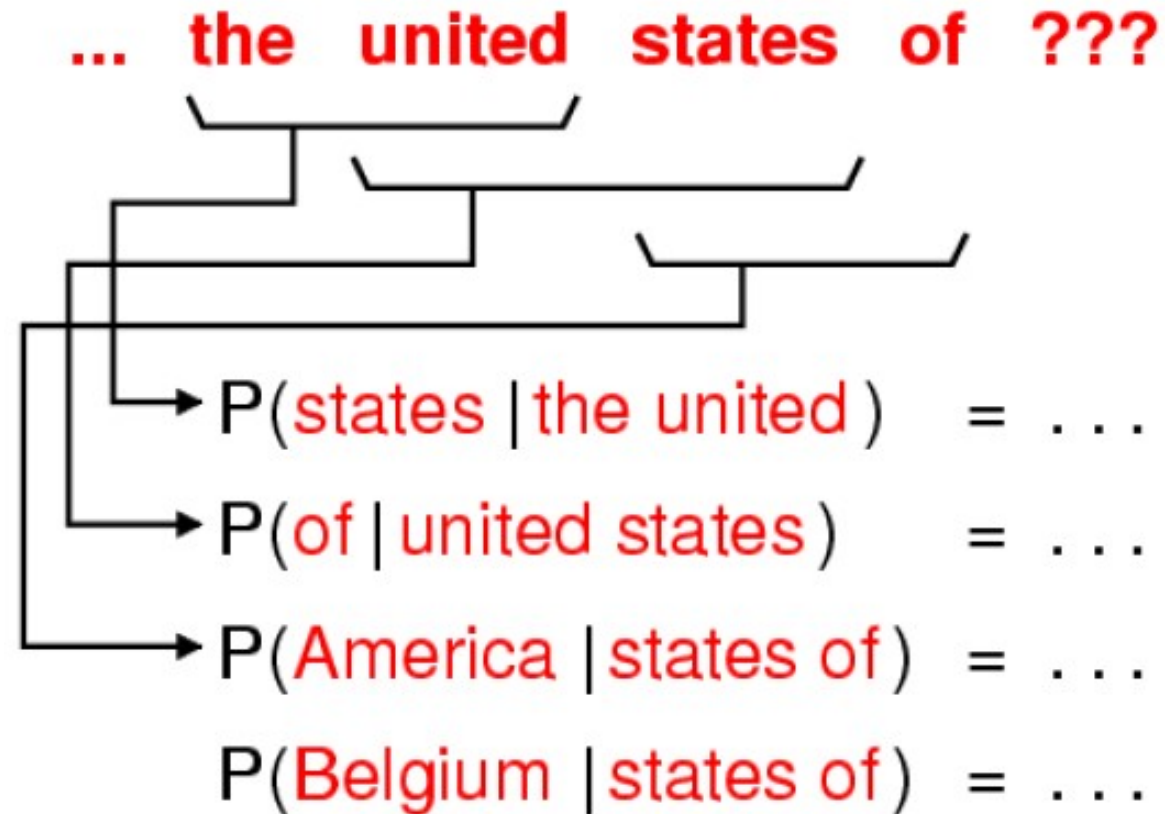 ... the united states of ???
P(states | the united) = ...
P(of | united states) = ...
P(America | states of) = ...
P(Belgium | states of) = ...